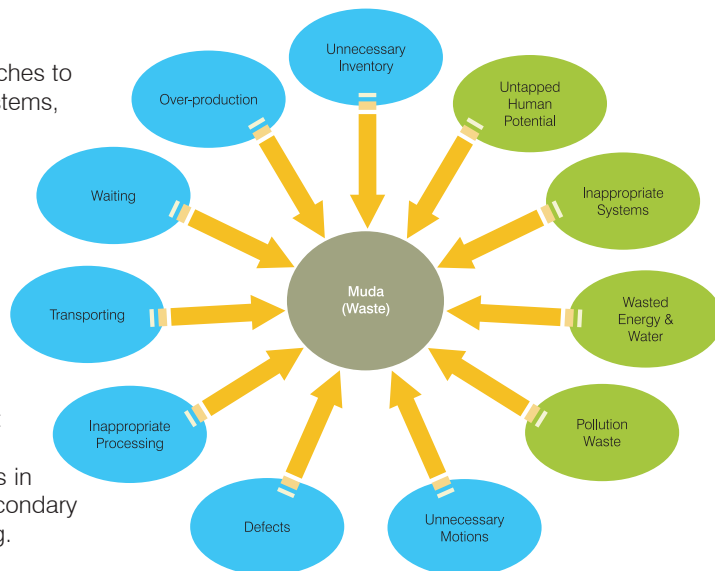 ches to
stems,
s in
condary
g.
Unnecessary
Inventory
Untapped
Human
Potential
Inappropriate
Systems
Wasted
Energy &
Water
Pollution
Waste
Unnecessary
Motions
Defects
Inappropriate
Processing
Transporting
Waiting
Over-production
Muda
(Waste)